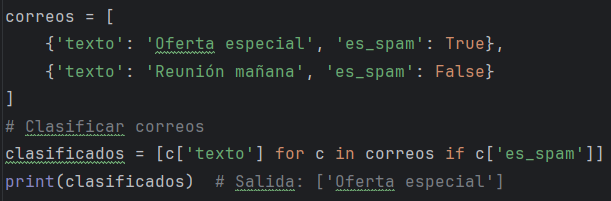 correos = [
    {'texto': 'Oferta especial', 'es_spam': True},
    {'texto': 'Reunión mañana', 'es_spam': False}
]
# Clasificar correos
clasificados = [c['texto'] for c in correos if c['es_spam']]
print(clasificados)  # Salida: ['Oferta especial']